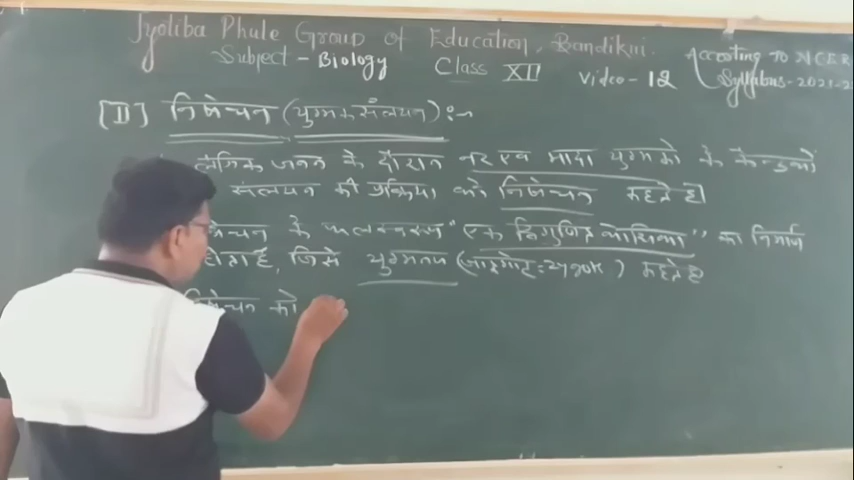 Jyotiba Phule Group of Education, Bandikui.
Subject - Biology Class XII Video - 12
According To NCER
Syllabus - 2021-2
[II] निषेचन (युग्मक संलयन) :-
लैंगिक जनन के दौरान नर एवं मादा युग्मकों के केन्द्रकों
संलयन की प्रक्रिया को निषेचन कहते है।
षेचन के फलस्वरूप "एक द्विगुणित कोशिका" का निर्माण
होता है, जिसे युग्मनज (जाइगोट = zygote) कहते है
निषेचन को